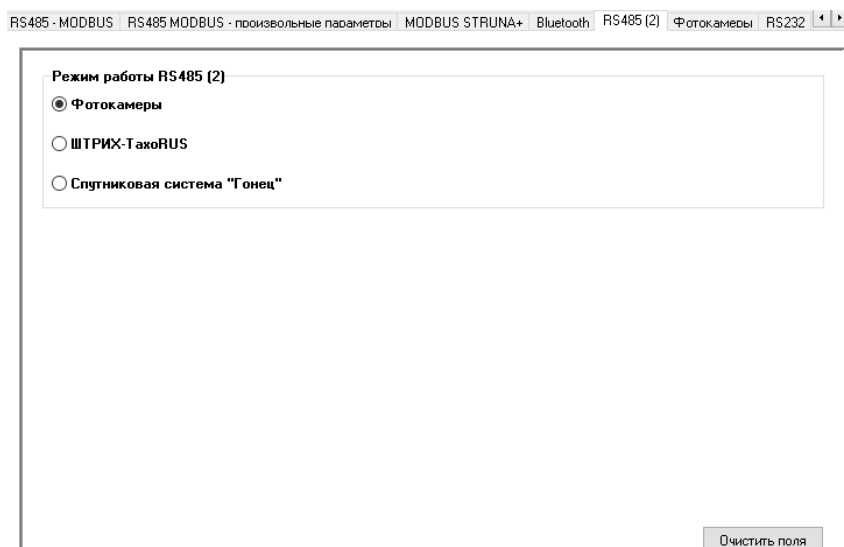 RS485 - MODBUS RS485 MODBUS - произвольные параметры MODBUS STRUNA+ Bluetooth RS485 (2) Фотокамеры RS232
Режим работы RS485 (2)
Фотокамеры
ШТРИХ-ТахоRUS
Спутниковая система "Гонец"
Очистить поля